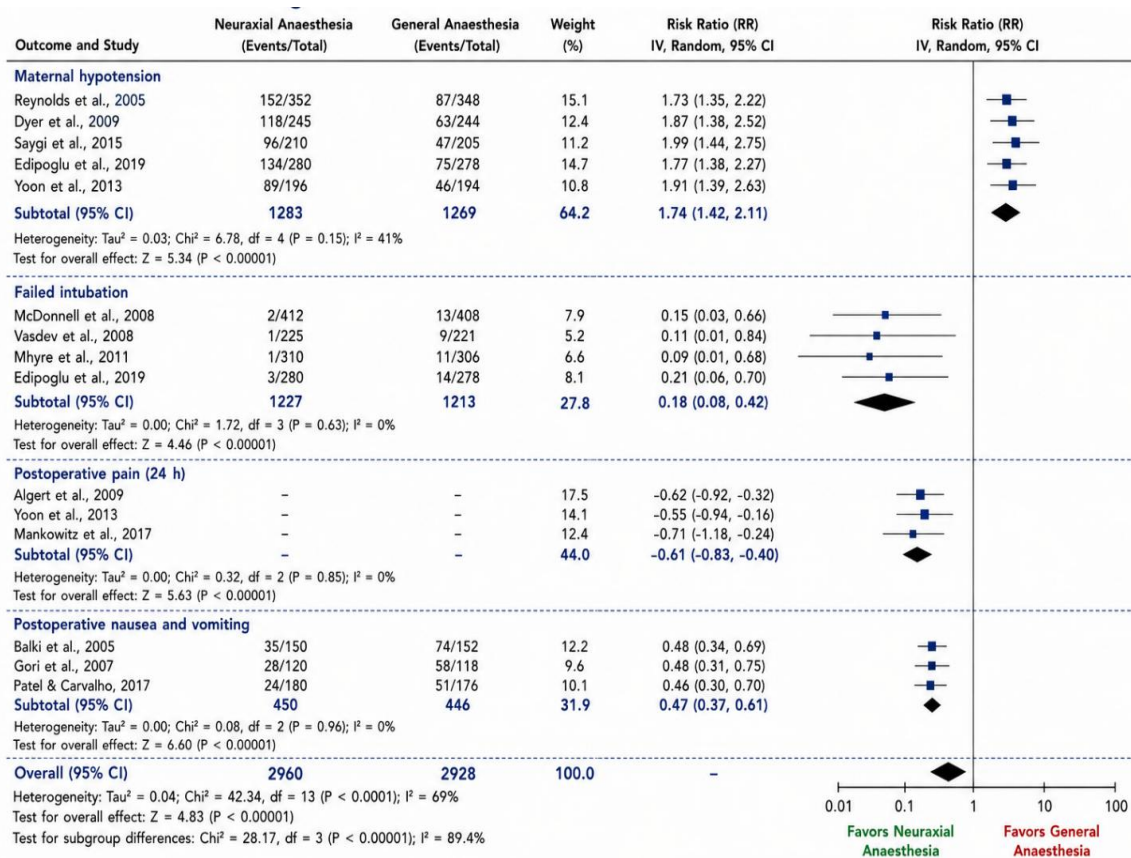 Risk Ratio (RR) Risk Ratio (RR)
Neuraxial Anaesthesia General Anaesthesia Weight
Outcome and Study (Events/Total) (Events/Total) (%) IV, Random, 95% CI IV, Random, 95% CI
Maternal hypotension
Reynolds et al., 2005 152/352 87/348 15.1 1.73 (1.35, 2.22)
Dyer et al., 2009 118/245 63/244 12.4 1.87 (1.38, 2.52)
Saygi et al., 2015 96/210 47/205 11.2 1.99 (1.44, 2.75)
Edipoglu et al., 2019 134/280 75/278 14.7 1.77 (1.38, 2.27)
Yoon et al., 2013 89/196 46/194 10.8 1.91 (1.39, 2.63)
Subtotal (95% CI) 1283 1269 64.2 1.74 (1.42, 2.11)
Heterogeneity: Tau² = 0.03; Chi² = 6.78, df = 4 (P = 0.15); I² = 41%
Test for overall effect: Z = 5.34 (P < 0.00001)
Failed intubation
McDonnell et al., 2008 2/412 13/408 7.9 0.15 (0.03, 0.66)
Vasdev et al., 2008 1/225 9/221 5.2 0.11 (0.01, 0.84)
Mhyre et al., 2011 1/310 11/306 6.6 0.09 (0.01, 0.68)
Edipoglu et al., 2019 3/280 14/278 8.1 0.21 (0.06, 0.70)
Subtotal (95% CI) 1227 1213 27.8 0.18 (0.08, 0.42)
Heterogeneity: Tau² = 0.00; Chi² = 1.72, df = 3 (P = 0.63); I² = 0%
Test for overall effect: Z = 4.46 (P < 0.00001)
Postoperative pain (24 h)
Algert et al., 2009 – – 17.5 -0.62 (-0.92, -0.32)
Yoon et al., 2013 – – 14.1 -0.55 (-0.94, -0.16)
Mankowitz et al., 2017 – – 12.4 -0.71 (-1.18, -0.24)
Subtotal (95% CI) – – 44.0 -0.61 (-0.83, -0.40)
Heterogeneity: Tau² = 0.00; Chi² = 0.32, df = 2 (P = 0.85); I² = 0%
Test for overall effect: Z = 5.63 (P < 0.00001)
Postoperative nausea and vomiting
Balki et al., 2005 35/150 74/152 12.2 0.48 (0.34, 0.69)
Gori et al., 2007 28/120 58/118 9.6 0.48 (0.31, 0.75)
Patel & Carvalho, 2017 24/180 51/176 10.1 0.46 (0.30, 0.70)
Subtotal (95% CI) 450 446 31.9 0.47 (0.37, 0.61)
Heterogeneity: Tau² = 0.00; Chi² = 0.08, df = 2 (P = 0.96); I² = 0%
Test for overall effect: Z = 6.60 (P < 0.00001)
Overall (95% CI) 2960 2928 100.0 –
Heterogeneity: Tau² = 0.04; Chi² = 42.34, df = 13 (P < 0.0001); I² = 69%
Test for overall effect: Z = 4.83 (P < 0.00001)
Test for subgroup differences: Chi² = 28.17, df = 3 (P < 0.00001); I² = 89.4%
0.01 0.1 1 10 100
Favors Neuraxial Favors General
Anaesthesia Anaesthesia